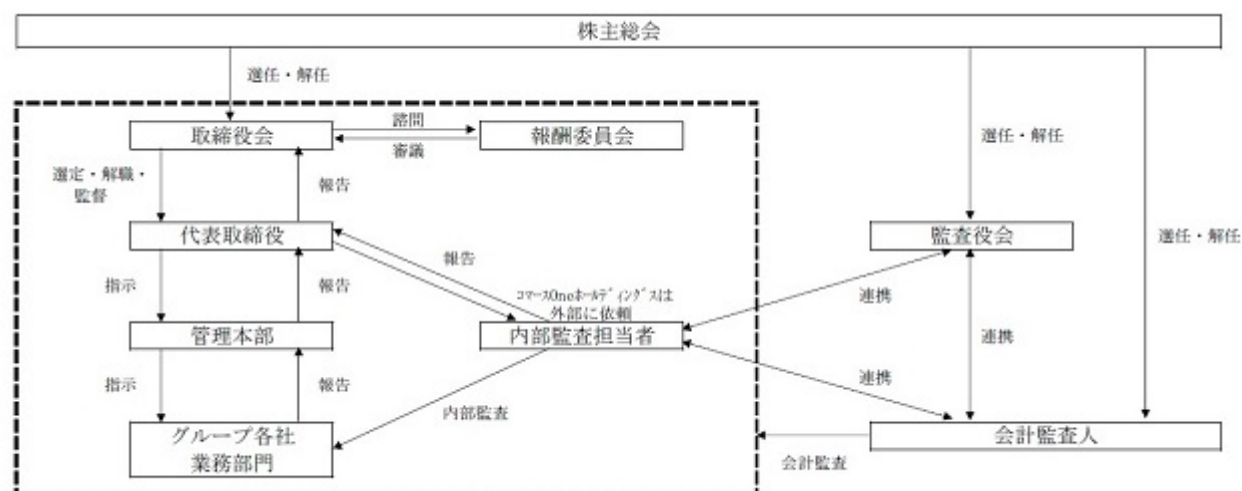 株主総会
選任・解任
取締役会
諮問
審議
報酬委員会
選任・解任
選定・解職・
監督
報告
代表取締役
監査役会
選任・解任
報告
指示
報告
コマースOneホールディングスは
外部に依頼
連携
管理本部
内部監査担当者
連携
指示
報告
連携
内部監査
グループ各社
業務部門
会計監査人
会計監査